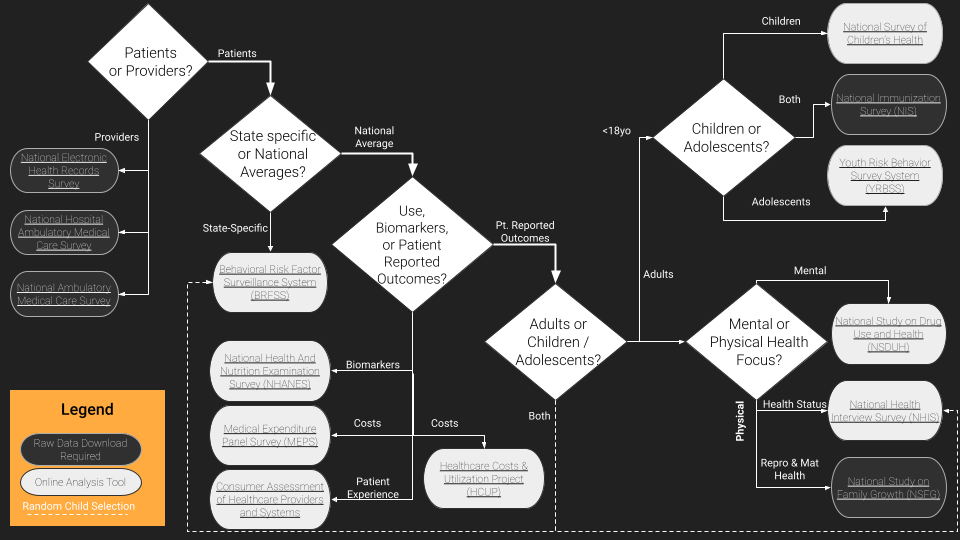 Patients
or Providers?
Patients
Providers
National Electronic
Health Records
Survey
National Hospital
Ambulatory Medical
Care Survey
National Ambulatory
Medical Care Survey
State specific
or National
Averages?
National
Average
State-Specific
Behavioral Risk Factor
Surveillance System
(BRFSS)
Use,
Biomarkers,
or Patient
Reported
Outcomes?
Pt. Reported
Outcomes
Biomarkers
National Health And
Nutrition Examination
Survey (NHANES)
Costs
Medical Expenditure
Panel Survey (MEPS)
Costs
Healthcare Costs &
Utilization Project
(HCUP)
Patient
Experience
Consumer Assessment
of Healthcare Providers
and Systems
Adults or
Children /
Adolescents?
Both
<18yo
Adults
Children or
Adolescents?
Children
National Survey of
Children's Health
Both
National Immunization
Survey (NIS)
Adolescents
Youth Risk Behavior
Survey System
(YRBSS)
Mental or
Physical Health
Focus?
Mental
National Study on Drug
Use and Health
(NSDUH)
Physical
Health Status
National Health
Interview Survey (NHIS)
Repro & Mat
Health
National Study on
Family Growth (NSFG)
Legend
Raw Data Download
Required
Online Analysis Tool
Random Child Selection